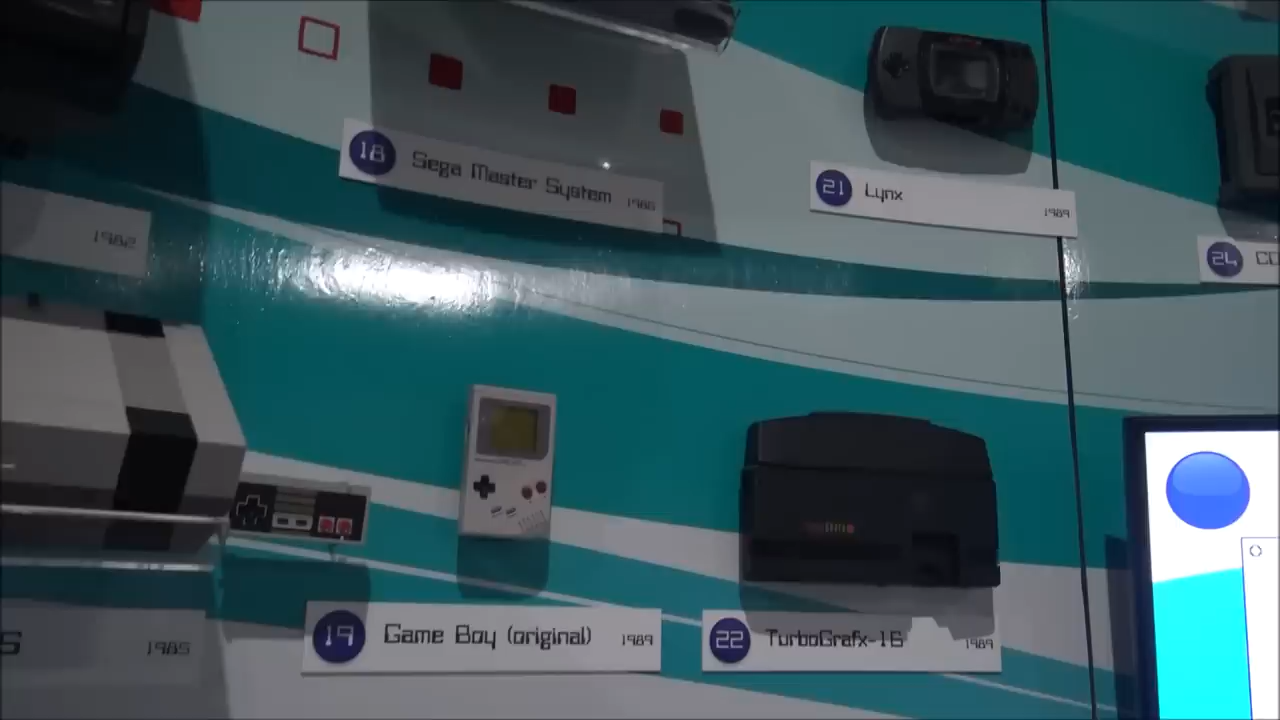 18 Sega Master System 1986
21 Lynx 1989
1982
24 CD
19 Game Boy (original) 1989
22 TurboGrafx-16 1989
S 1985